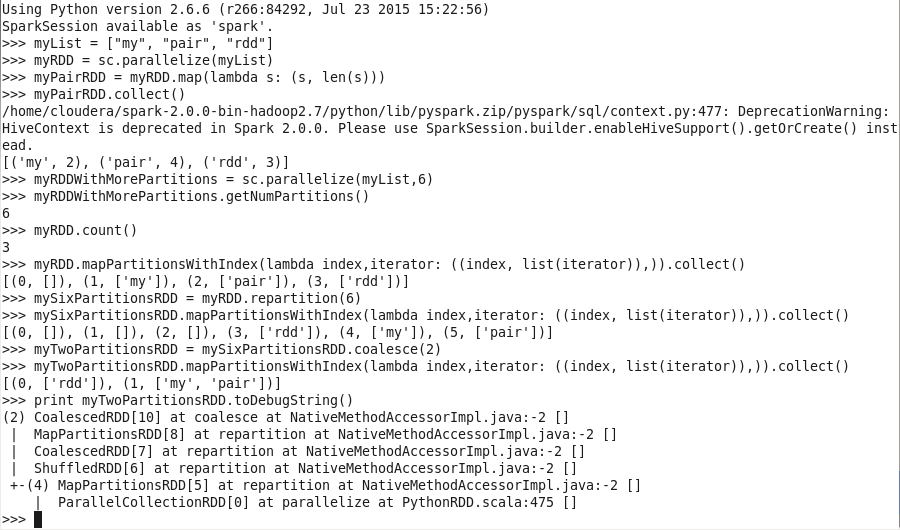 Using Python version 2.6.6 (r266:84292, Jul 23 2015 15:22:56)
SparkSession available as 'spark'.
>>> myList = ["my", "pair", "rdd"]
>>> myRDD = sc.parallelize(myList)
>>> myPairRDD = myRDD.map(lambda s: (s, len(s)))
>>> myPairRDD.collect()
/home/cloudera/spark-2.0.0-bin-hadoop2.7/python/lib/pyspark.zip/pyspark/sql/context.py:477: DeprecationWarning:
HiveContext is deprecated in Spark 2.0.0. Please use SparkSession.builder.enableHiveSupport().getOrCreate() inst
ead.
[('my', 2), ('pair', 4), ('rdd', 3)]
>>> myRDDWithMorePartitions = sc.parallelize(myList,6)
>>> myRDDWithMorePartitions.getNumPartitions()
6
>>> myRDD.count()
3
>>> myRDD.mapPartitionsWithIndex(lambda index,iterator: ((index, list(iterator)),)).collect()
[(0, []), (1, ['my']), (2, ['pair']), (3, ['rdd'])]
>>> mySixPartitionsRDD = myRDD.repartition(6)
>>> mySixPartitionsRDD.mapPartitionsWithIndex(lambda index,iterator: ((index, list(iterator)),)).collect()
[(0, []), (1, []), (2, []), (3, ['rdd']), (4, ['my']), (5, ['pair'])]
>>> myTwoPartitionsRDD = mySixPartitionsRDD.coalesce(2)
>>> myTwoPartitionsRDD.mapPartitionsWithIndex(lambda index,iterator: ((index, list(iterator)),)).collect()
[(0, ['rdd']), (1, ['my', 'pair'])]
>>> print myTwoPartitionsRDD.toDebugString()
(2) CoalescedRDD[10] at coalesce at NativeMethodAccessorImpl.java:-2 []
 |  MapPartitionsRDD[8] at repartition at NativeMethodAccessorImpl.java:-2 []
 |  CoalescedRDD[7] at repartition at NativeMethodAccessorImpl.java:-2 []
 |  ShuffledRDD[6] at repartition at NativeMethodAccessorImpl.java:-2 []
 +-(4) MapPartitionsRDD[5] at repartition at NativeMethodAccessorImpl.java:-2 []
    |  ParallelCollectionRDD[0] at parallelize at PythonRDD.scala:475 []
>>>